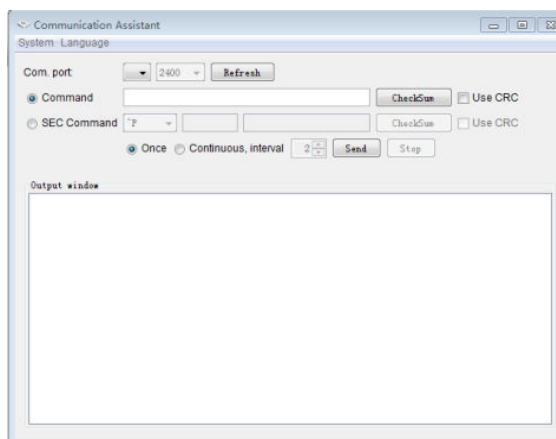 Communication Assistant
System Language
Com. port 2400 Refresh
Command CheckSum Use CRC
SEC Command ^P CheckSum Use CRC
Once Continuous, interval 2 Send Stop
Output window